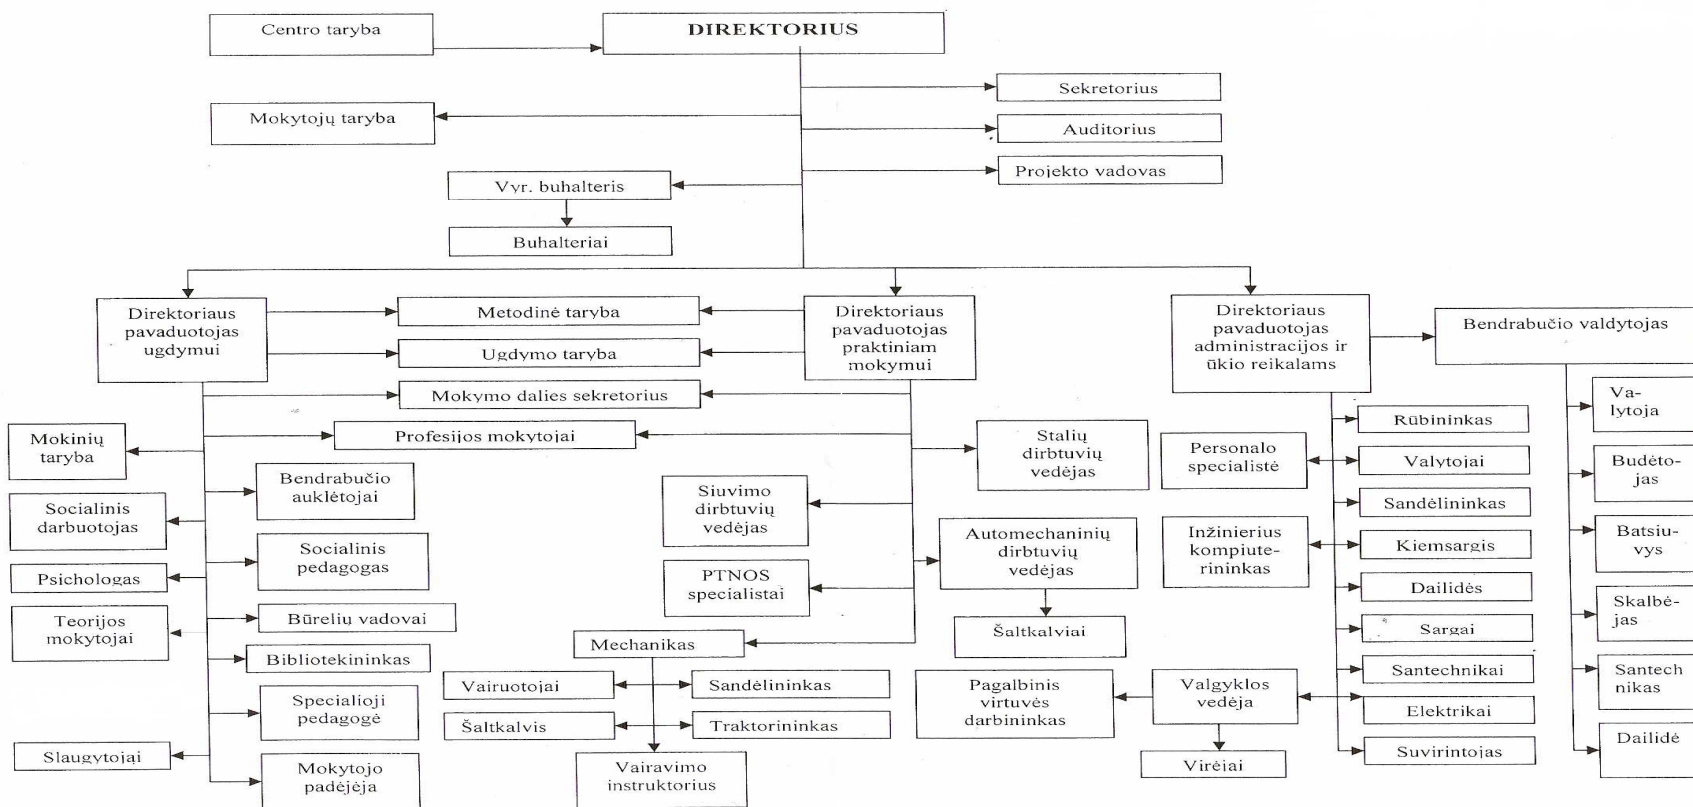 Centro taryba
DIREKTORIUS
Sekretorius
Mokytojų taryba
Auditorius
Projekto vadovas
Vyr. buhalteris
Buhalteriai
Direktoriaus
pavaduotojas
ugdymui
Metodinė taryba
Ugdymo taryba
Mokymo dalies sekretorius
Profesijos mokytojai
Direktoriaus
pavaduotojas
praktiniam
mokymui
Direktoriaus
pavaduotojas
administracijos ir
ūkio reikalams
Bendrabučio valdytojas
Mokinių
taryba
Bendrabučio
auklėtojai
Socialinis
darbuotojas
Socialinis
pedagogas
Psichologas
Teorijos
mokytojai
Būrelių vadovai
Bibliotekininkas
Specialioji
pedagogė
Slaugytojai
Mokytojo
padėjėja
Stalių
dirbtuvių
vedėjas
Siuvimo
dirbtuvių
vedėjas
Automechaninių
dirbtuvių
vedėjas
PTNOS
specialistai
Šaltkalviai
Mechanikas
Vairuotojai
Sandėlininkas
Šaltkalvis
Traktorininkas
Vairavimo
instruktorius
Personalo
specialistė
Inžinierius
kompiute-
rininkas
Rūbininkas
Valytojai
Sandėlininkas
Kiemsargis
Dailidės
Sargai
Santechnikai
Elektrikai
Suvirintojas
Pagalbinis
virtuvės
darbininkas
Valgyklos
vedėja
Virėjai
Va-
lytoja
Budėto-
jas
Batsiu-
vys
Skalbė-
jas
Santech
nikas
Dailidė